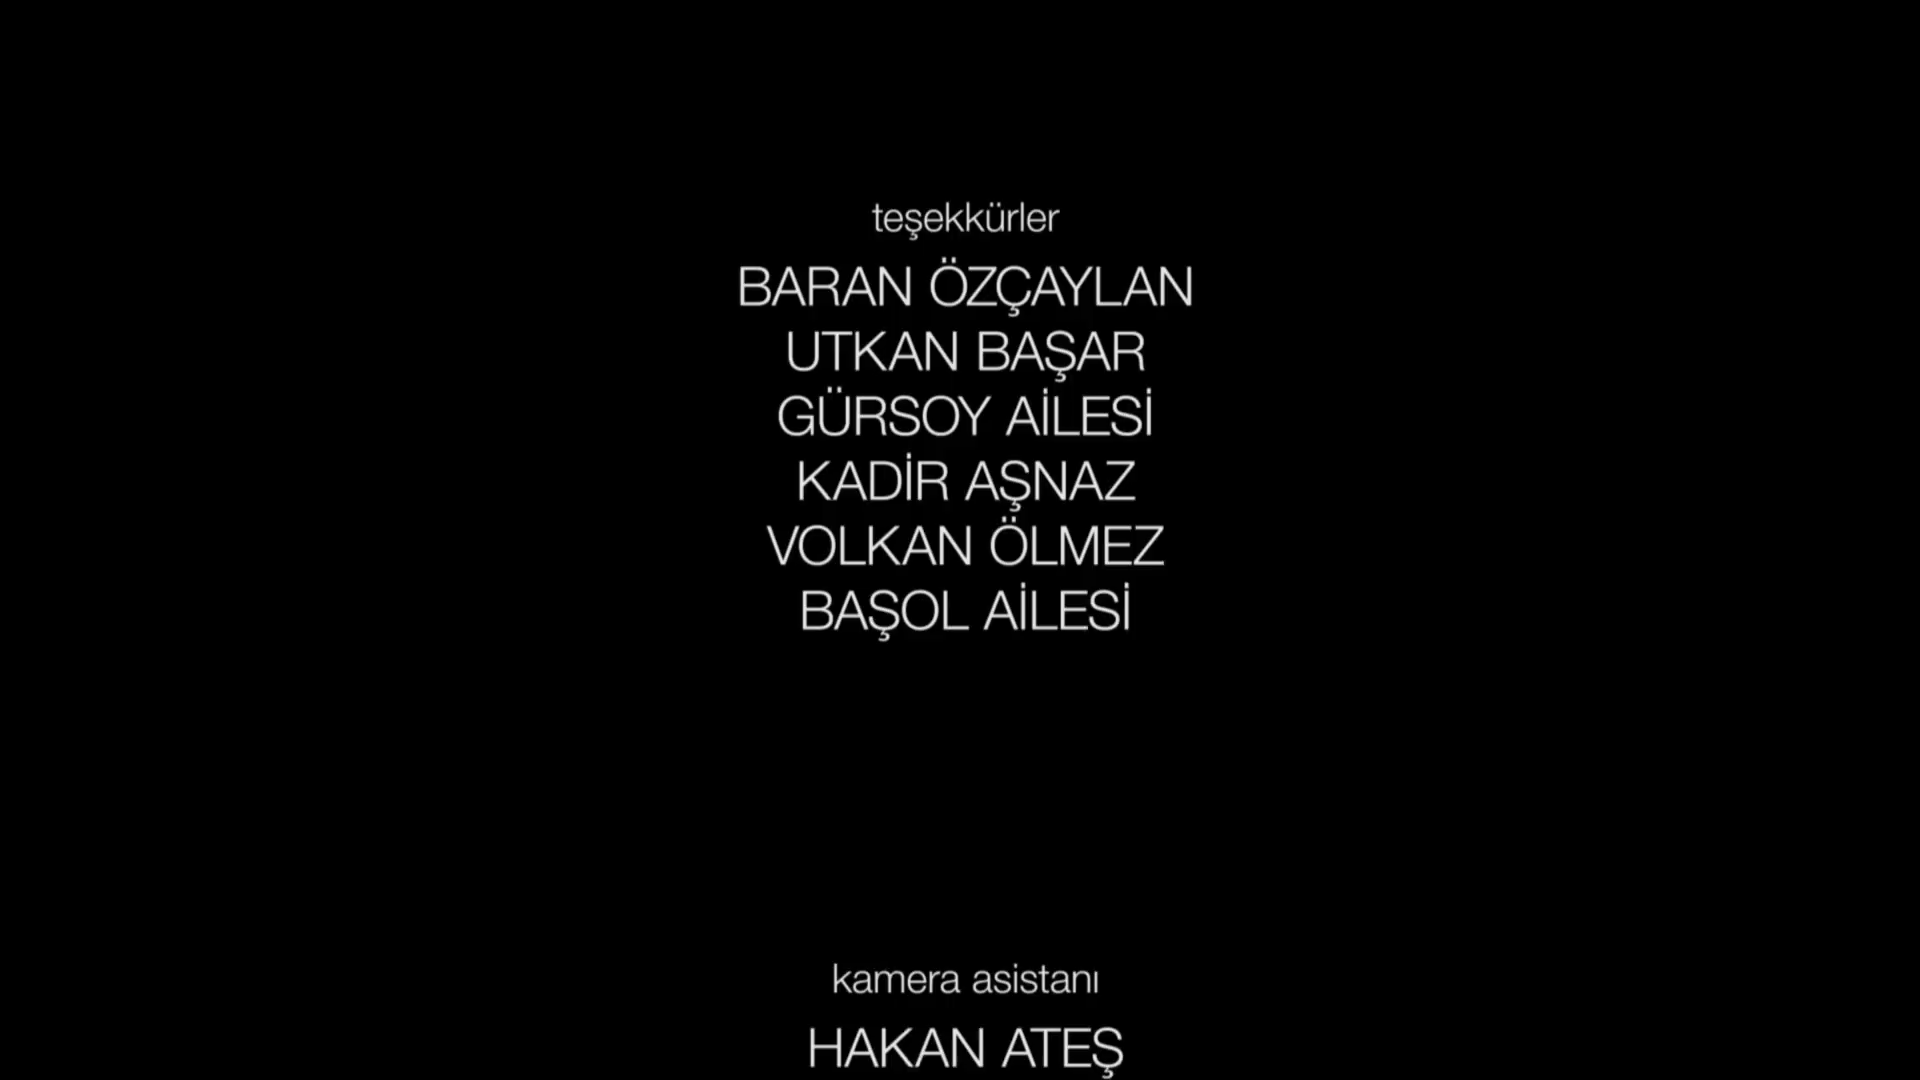 teşekkürler
BARAN ÖZÇAYLAN
UTKAN BAŞAR
GÜRSOY AİLESİ
KADİR AŞNAZ
VOLKAN ÖLMEZ
BAŞOL AİLESİ
kamera asistanı
HAKAN ATEŞ